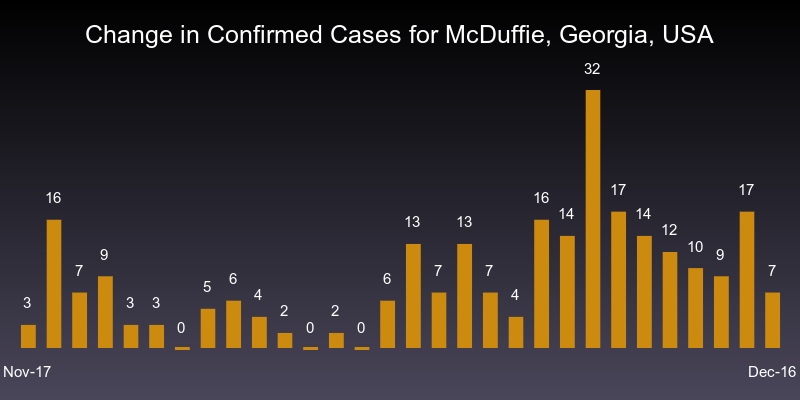 Change in Confirmed Cases for McDuffie, Georgia, USA
3 16 7 9 3 3 0 5 6 4 2 0 2 0 6 13 7 13 7 4 16 14 32 17 14 12 10 9 17 7
Nov-17 Dec-16